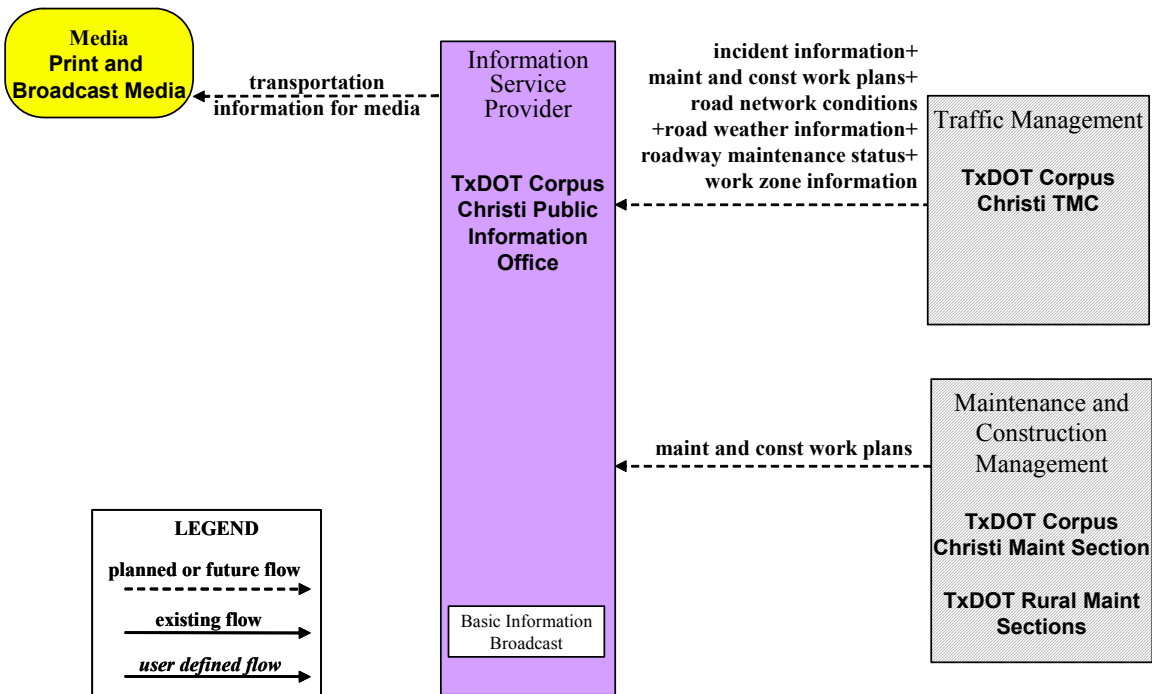 Media
Print and
Broadcast Media
transportation
information for media
Information
Service
Provider
TxDOT Corpus
Christi Public
Information
Office
Basic Information
Broadcast
incident information+
maint and const work plans+
road network conditions
+road weather information+
roadway maintenance status+
work zone information
Traffic Management
TxDOT Corpus
Christi TMC
maint and const work plans
Maintenance and
Construction
Management
TxDOT Corpus
Christi Maint Section
TxDOT Rural Maint
Sections
LEGEND
planned or future flow
existing flow
user defined flow